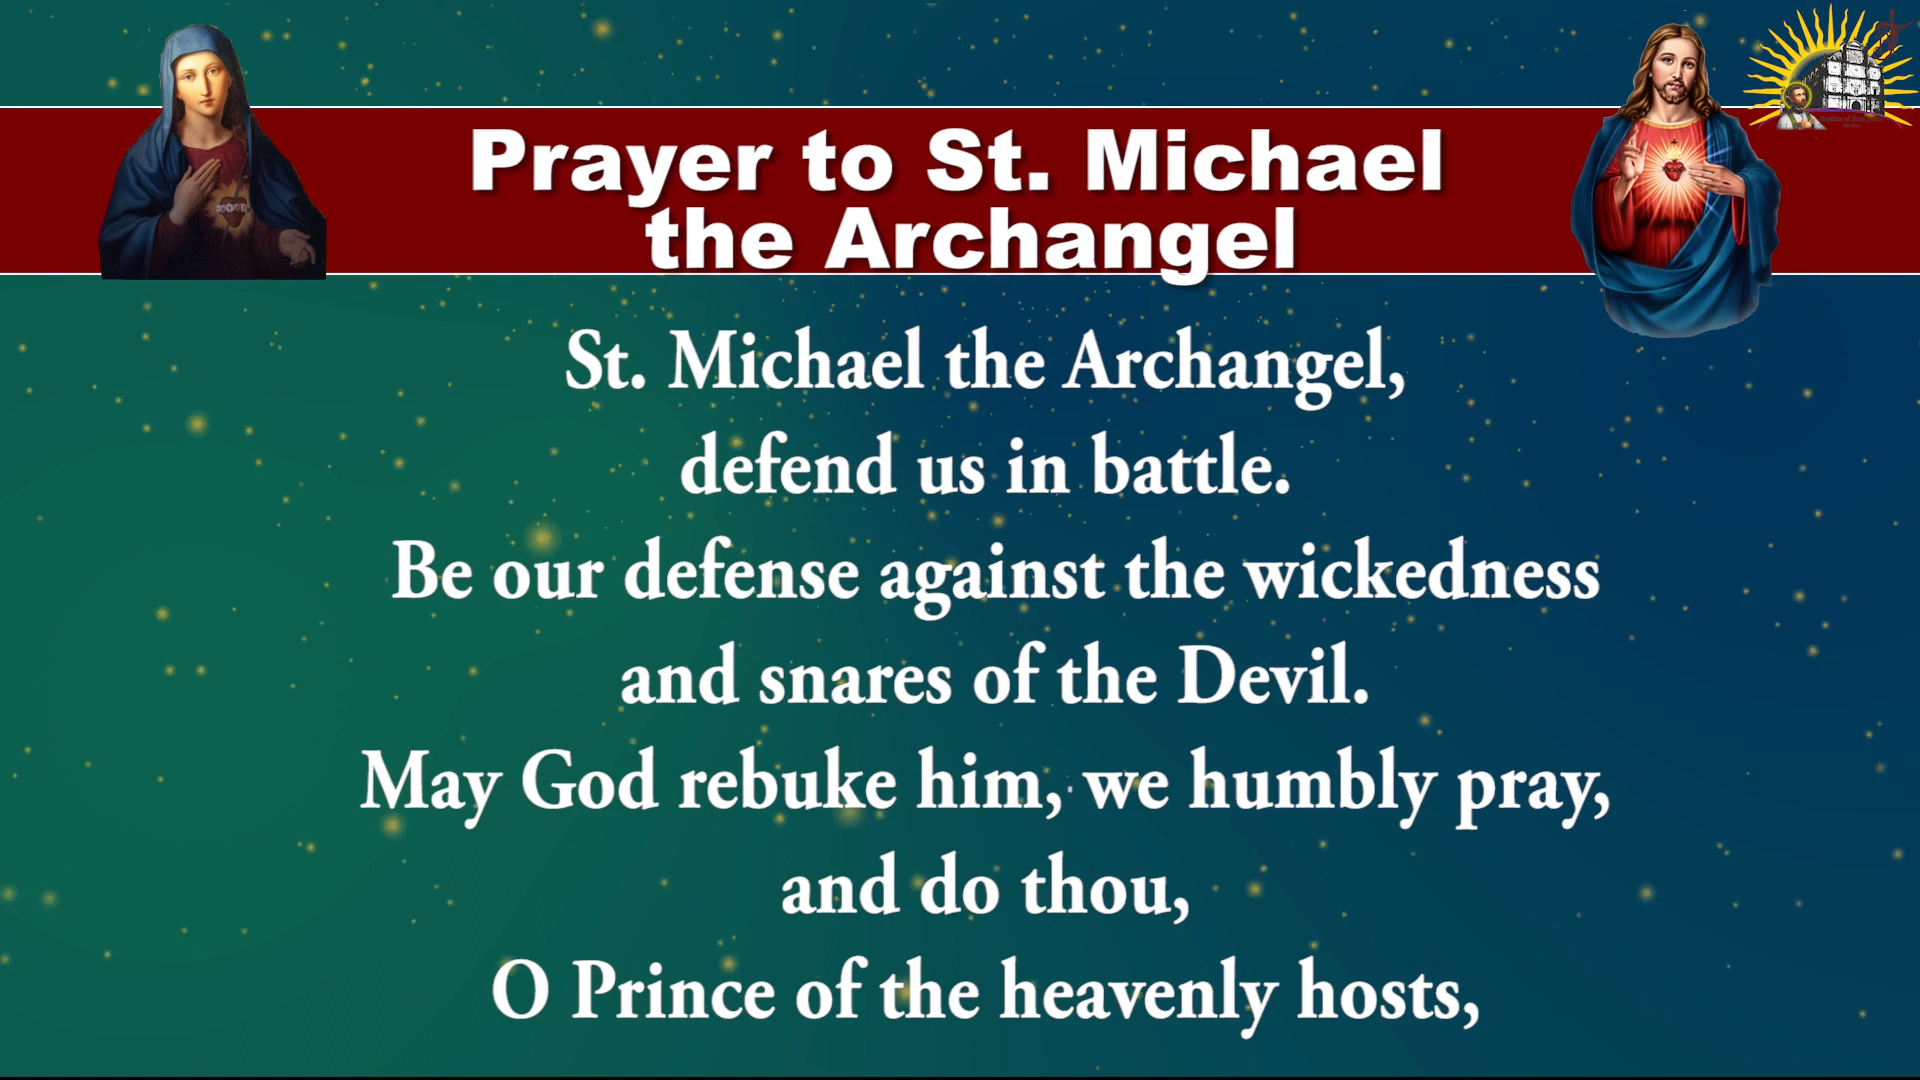 Prayer to St. Michael
the Archangel
St. Michael the Archangel,
defend us in battle.
Be our defense against the wickedness
and snares of the Devil.
May God rebuke him, we humbly pray,
and do thou,
O Prince of the heavenly hosts,